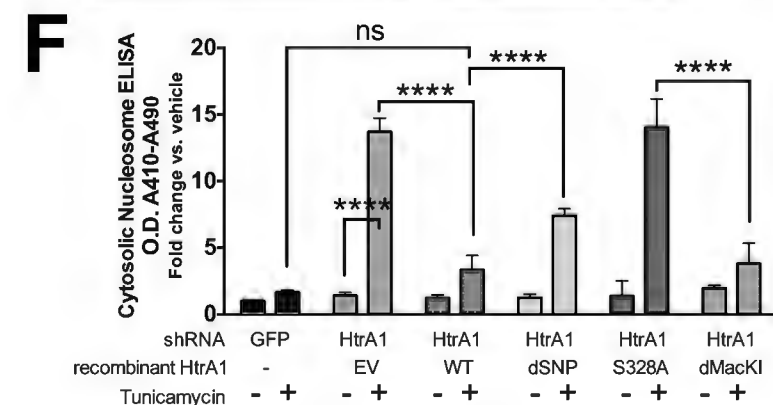 F
ns
****
****
****
****
Cytosolic Nucleosome ELISA
O.D. A410-A490
Fold change vs. vehicle
20
15
10
5
0
shRNA GFP HtrA1 HtrA1 HtrA1 HtrA1 HtrA1
recombinant HtrA1 - EV WT dSNP S328A dMacKI
Tunicamycin - + - + - + - + - + - +